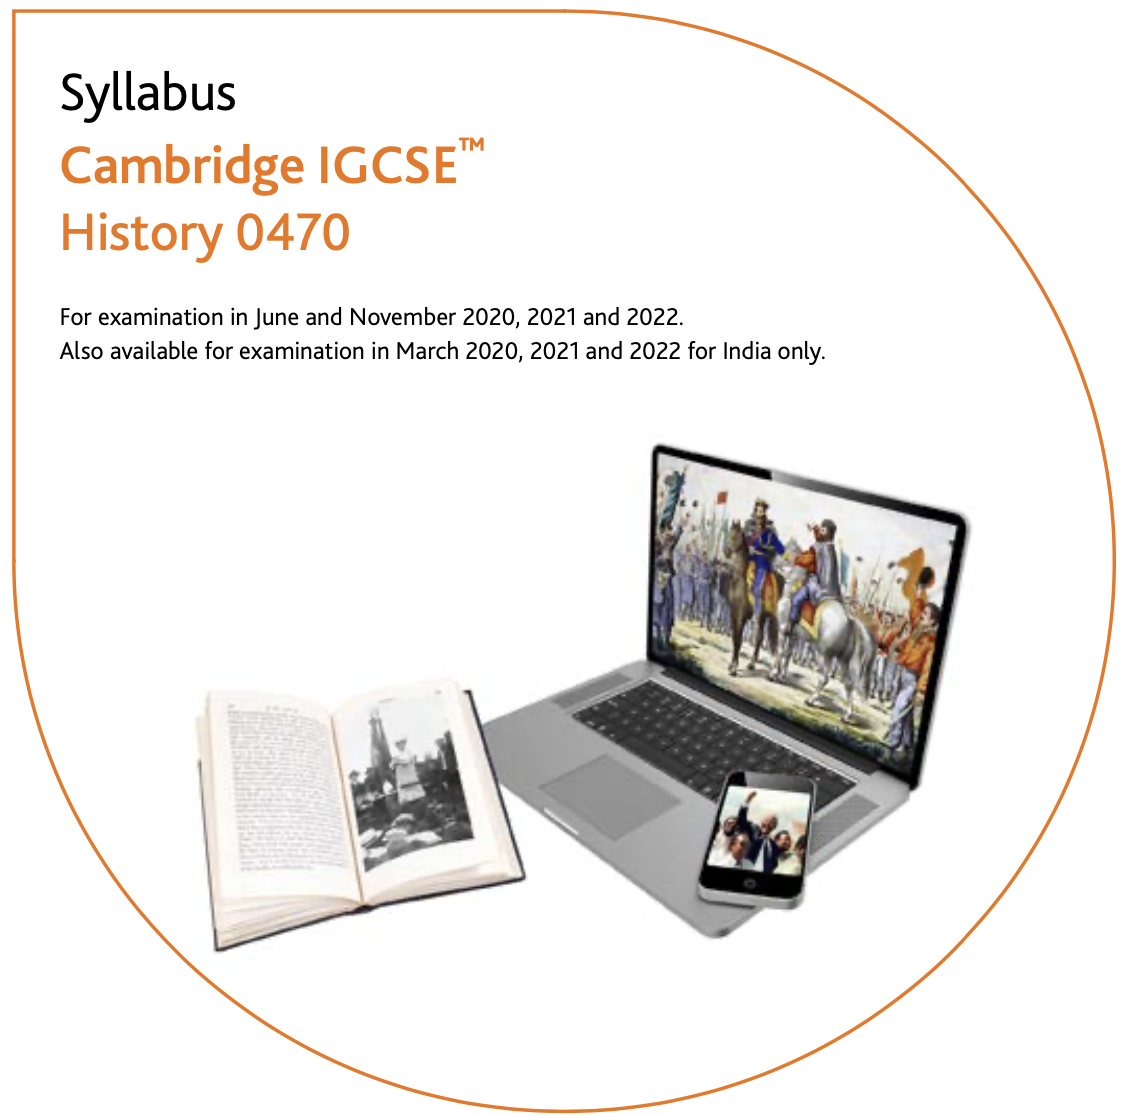 Syllabus
Cambridge IGCSE™
History 0470
For examination in June and November 2020, 2021 and 2022.
Also available for examination in March 2020, 2021 and 2022 for India only.